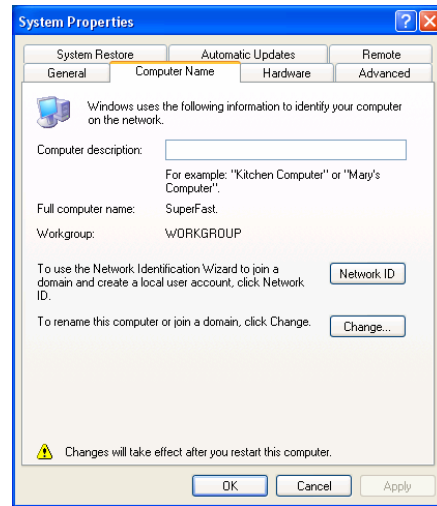 System Properties
System Restore Automatic Updates Remote
General Computer Name Hardware Advanced
Windows uses the following information to identify your computer
on the network.
Computer description:
For example: "Kitchen Computer" or "Mary's
Computer".
Full computer name: SuperFast.
Workgroup: WORKGROUP
To use the Network Identification Wizard to join a
domain and create a local user account, click Network
ID.
Network ID
To rename this computer or join a domain, click Change.
Change...
Changes will take effect after you restart this computer.
OK Cancel Apply